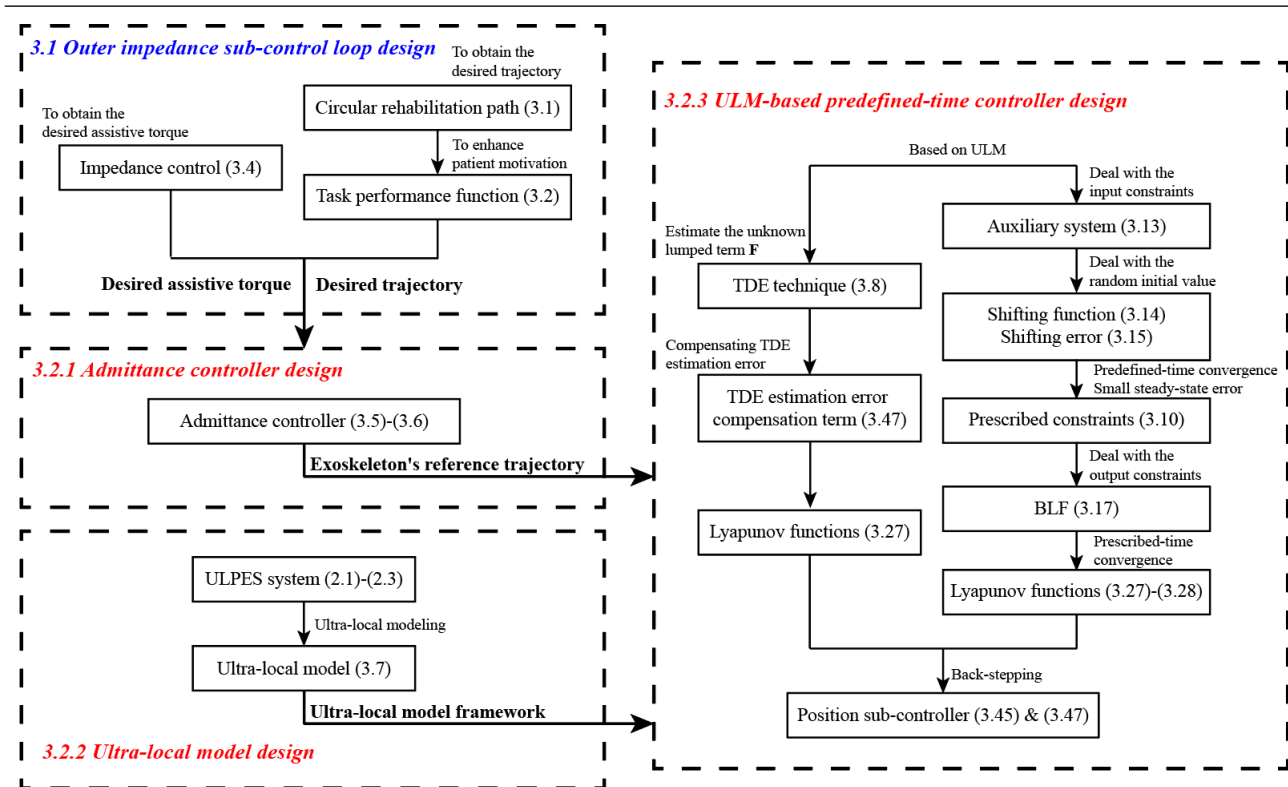 3.1 Outer impedance sub-control loop design
To obtain the
desired trajectory
Circular rehabilitation path (3.1)
To obtain the
desired assistive torque
To enhance
patient motivation
Impedance control (3.4)
Task performance function (3.2)
Desired assistive torque
Desired trajectory
3.2.1 Admittance controller design
Admittance controller (3.5)-(3.6)
Exoskeleton's reference trajectory
ULPES system (2.1)-(2.3)
Ultra-local modeling
Ultra-local model (3.7)
Ultra-local model framework
3.2.2 Ultra-local model design
3.2.3 ULM-based predefined-time controller design
Based on ULM
Deal with the
input constraints
Auxiliary system (3.13)
Estimate the unknown
lumped term F
TDE technique (3.8)
Deal with the
random initial value
Shifting function (3.14)
Shifting error (3.15)
Compensating TDE
estimation error
Predefined-time convergence
Small steady-state error
TDE estimation error
compensation term (3.47)
Prescribed constraints (3.10)
Deal with the
output constraints
BLF (3.17)
Lyapunov functions (3.27)
Prescribed-time
convergence
Lyapunov functions (3.27)-(3.28)
Back-stepping
Position sub-controller (3.45) & (3.47)